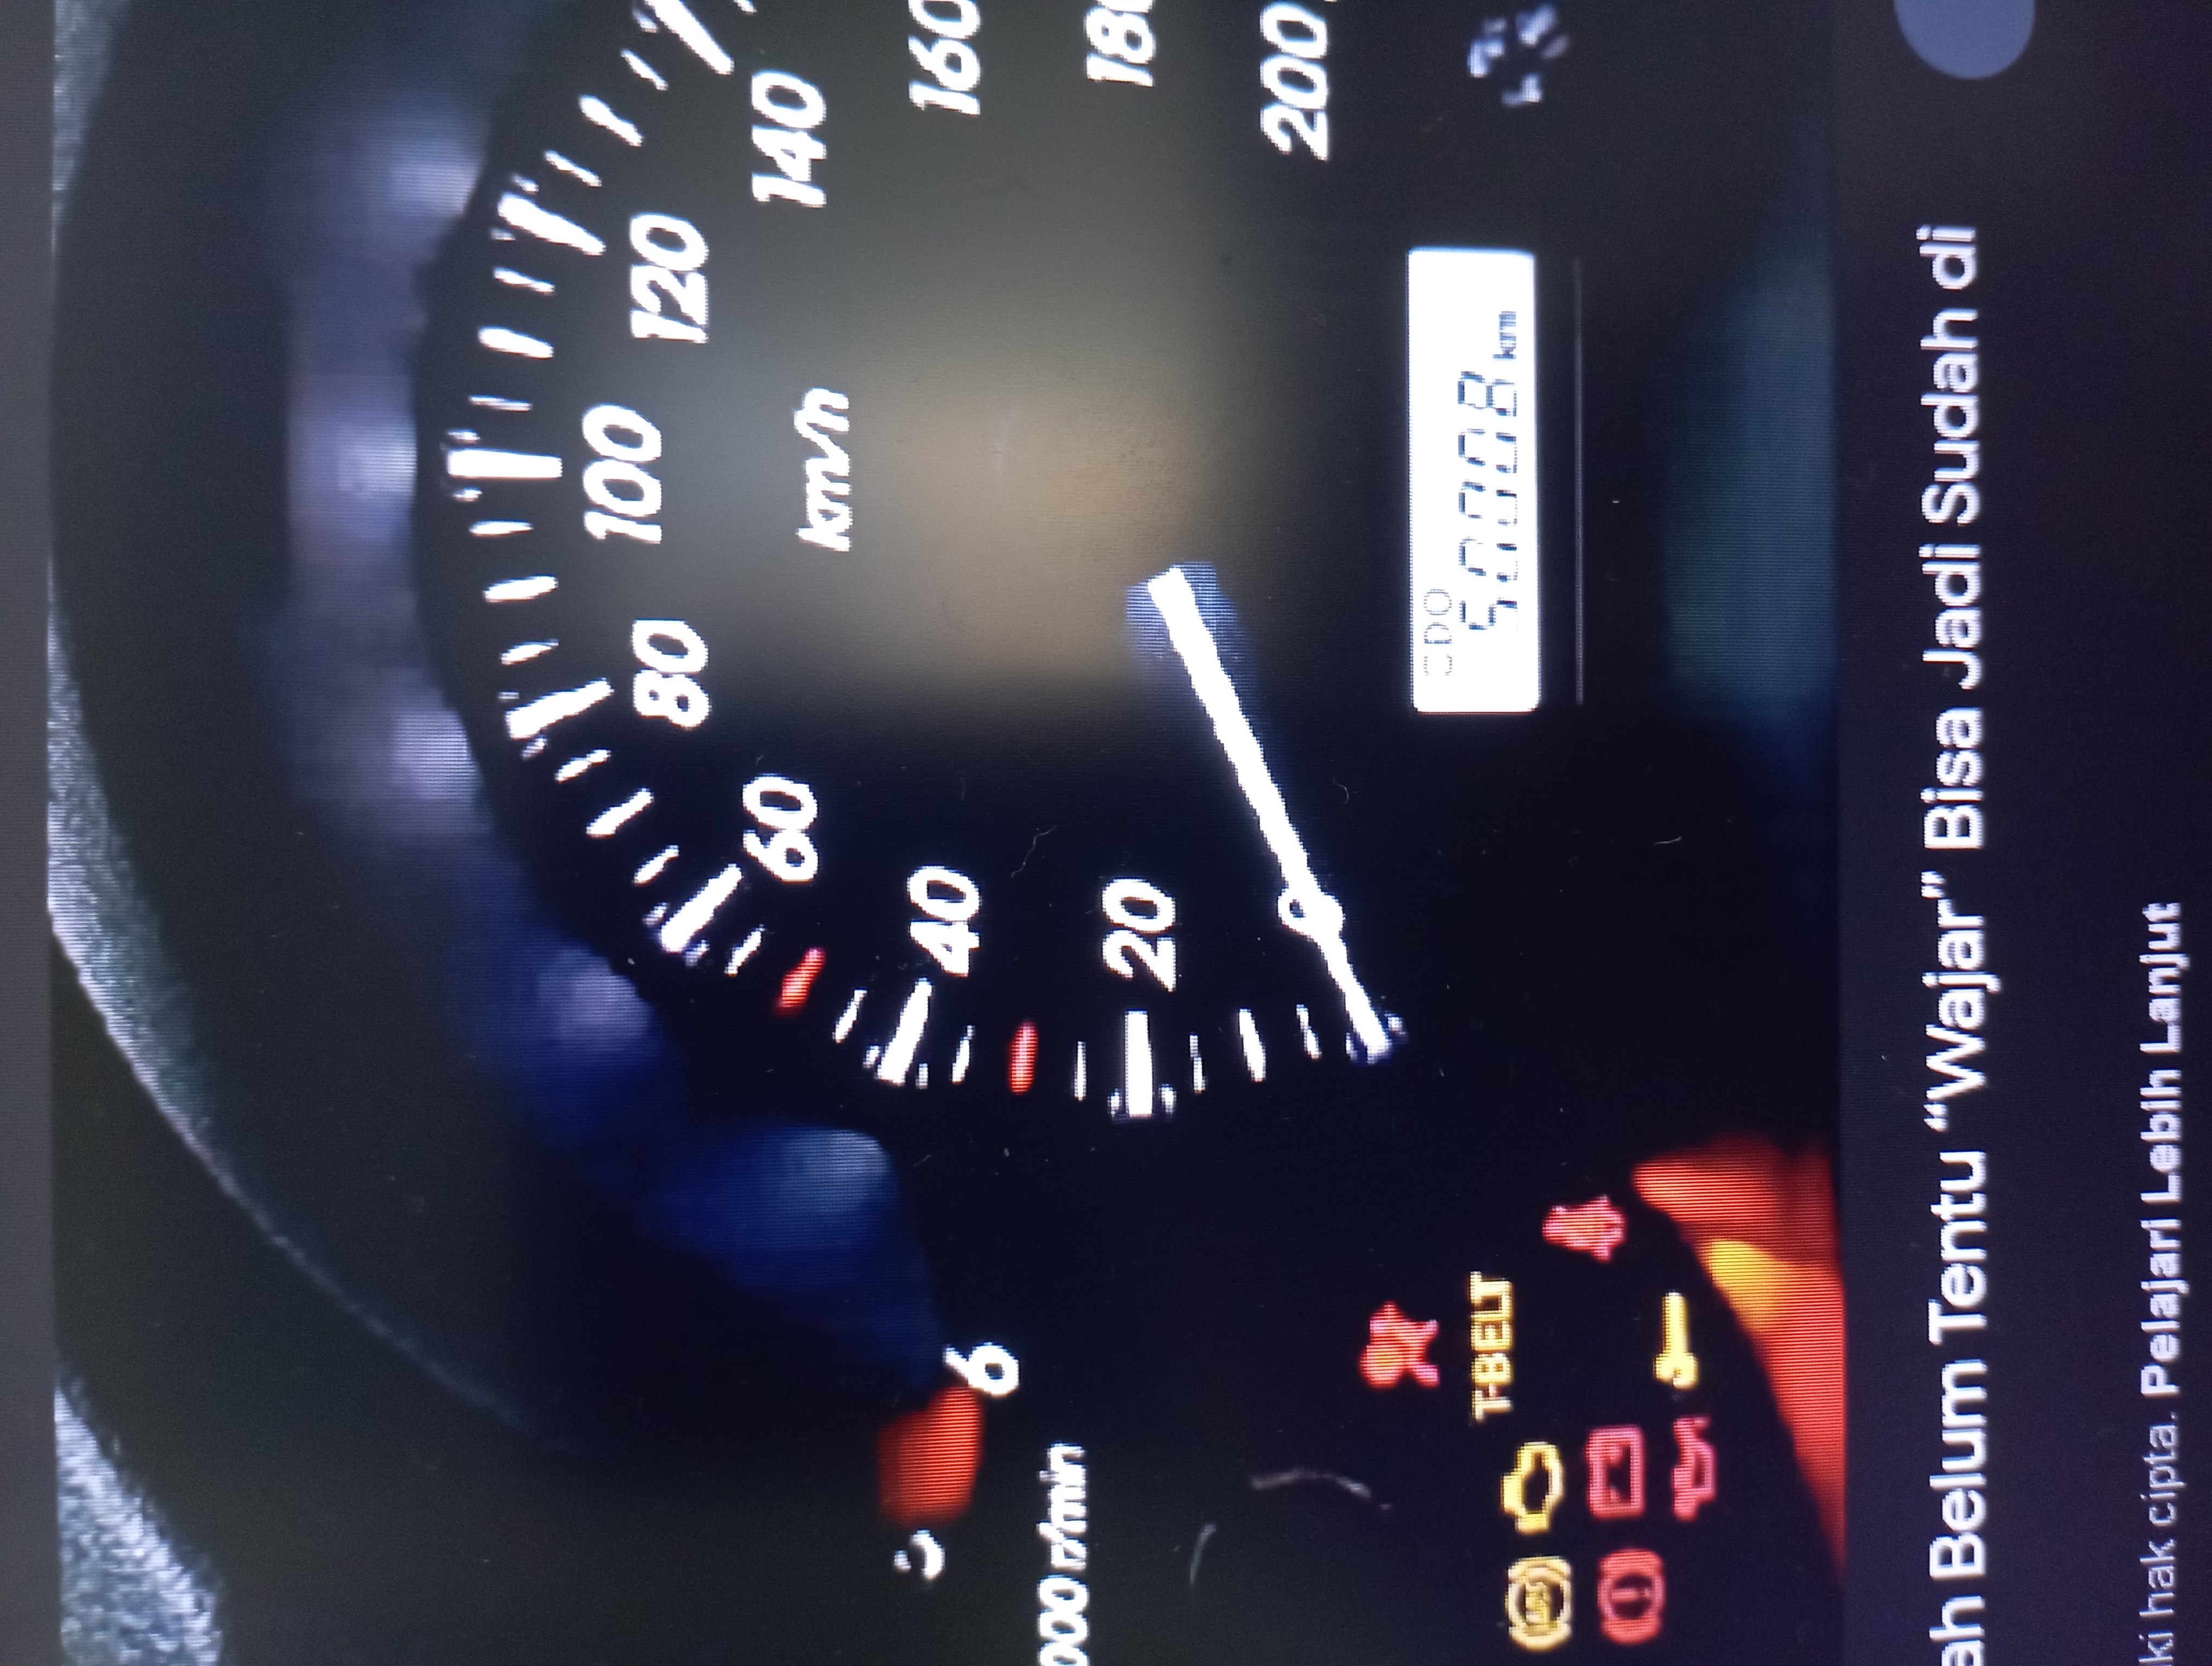 80
100
120
60
140
km/h
40
160
6
000 r/min
20
200
T-BELT
ABS
50008 km
ah Belum Tentu “Wajar” Bisa Jadi Sudah di
ki hak cipta. Pelajari Lebih Lanjut